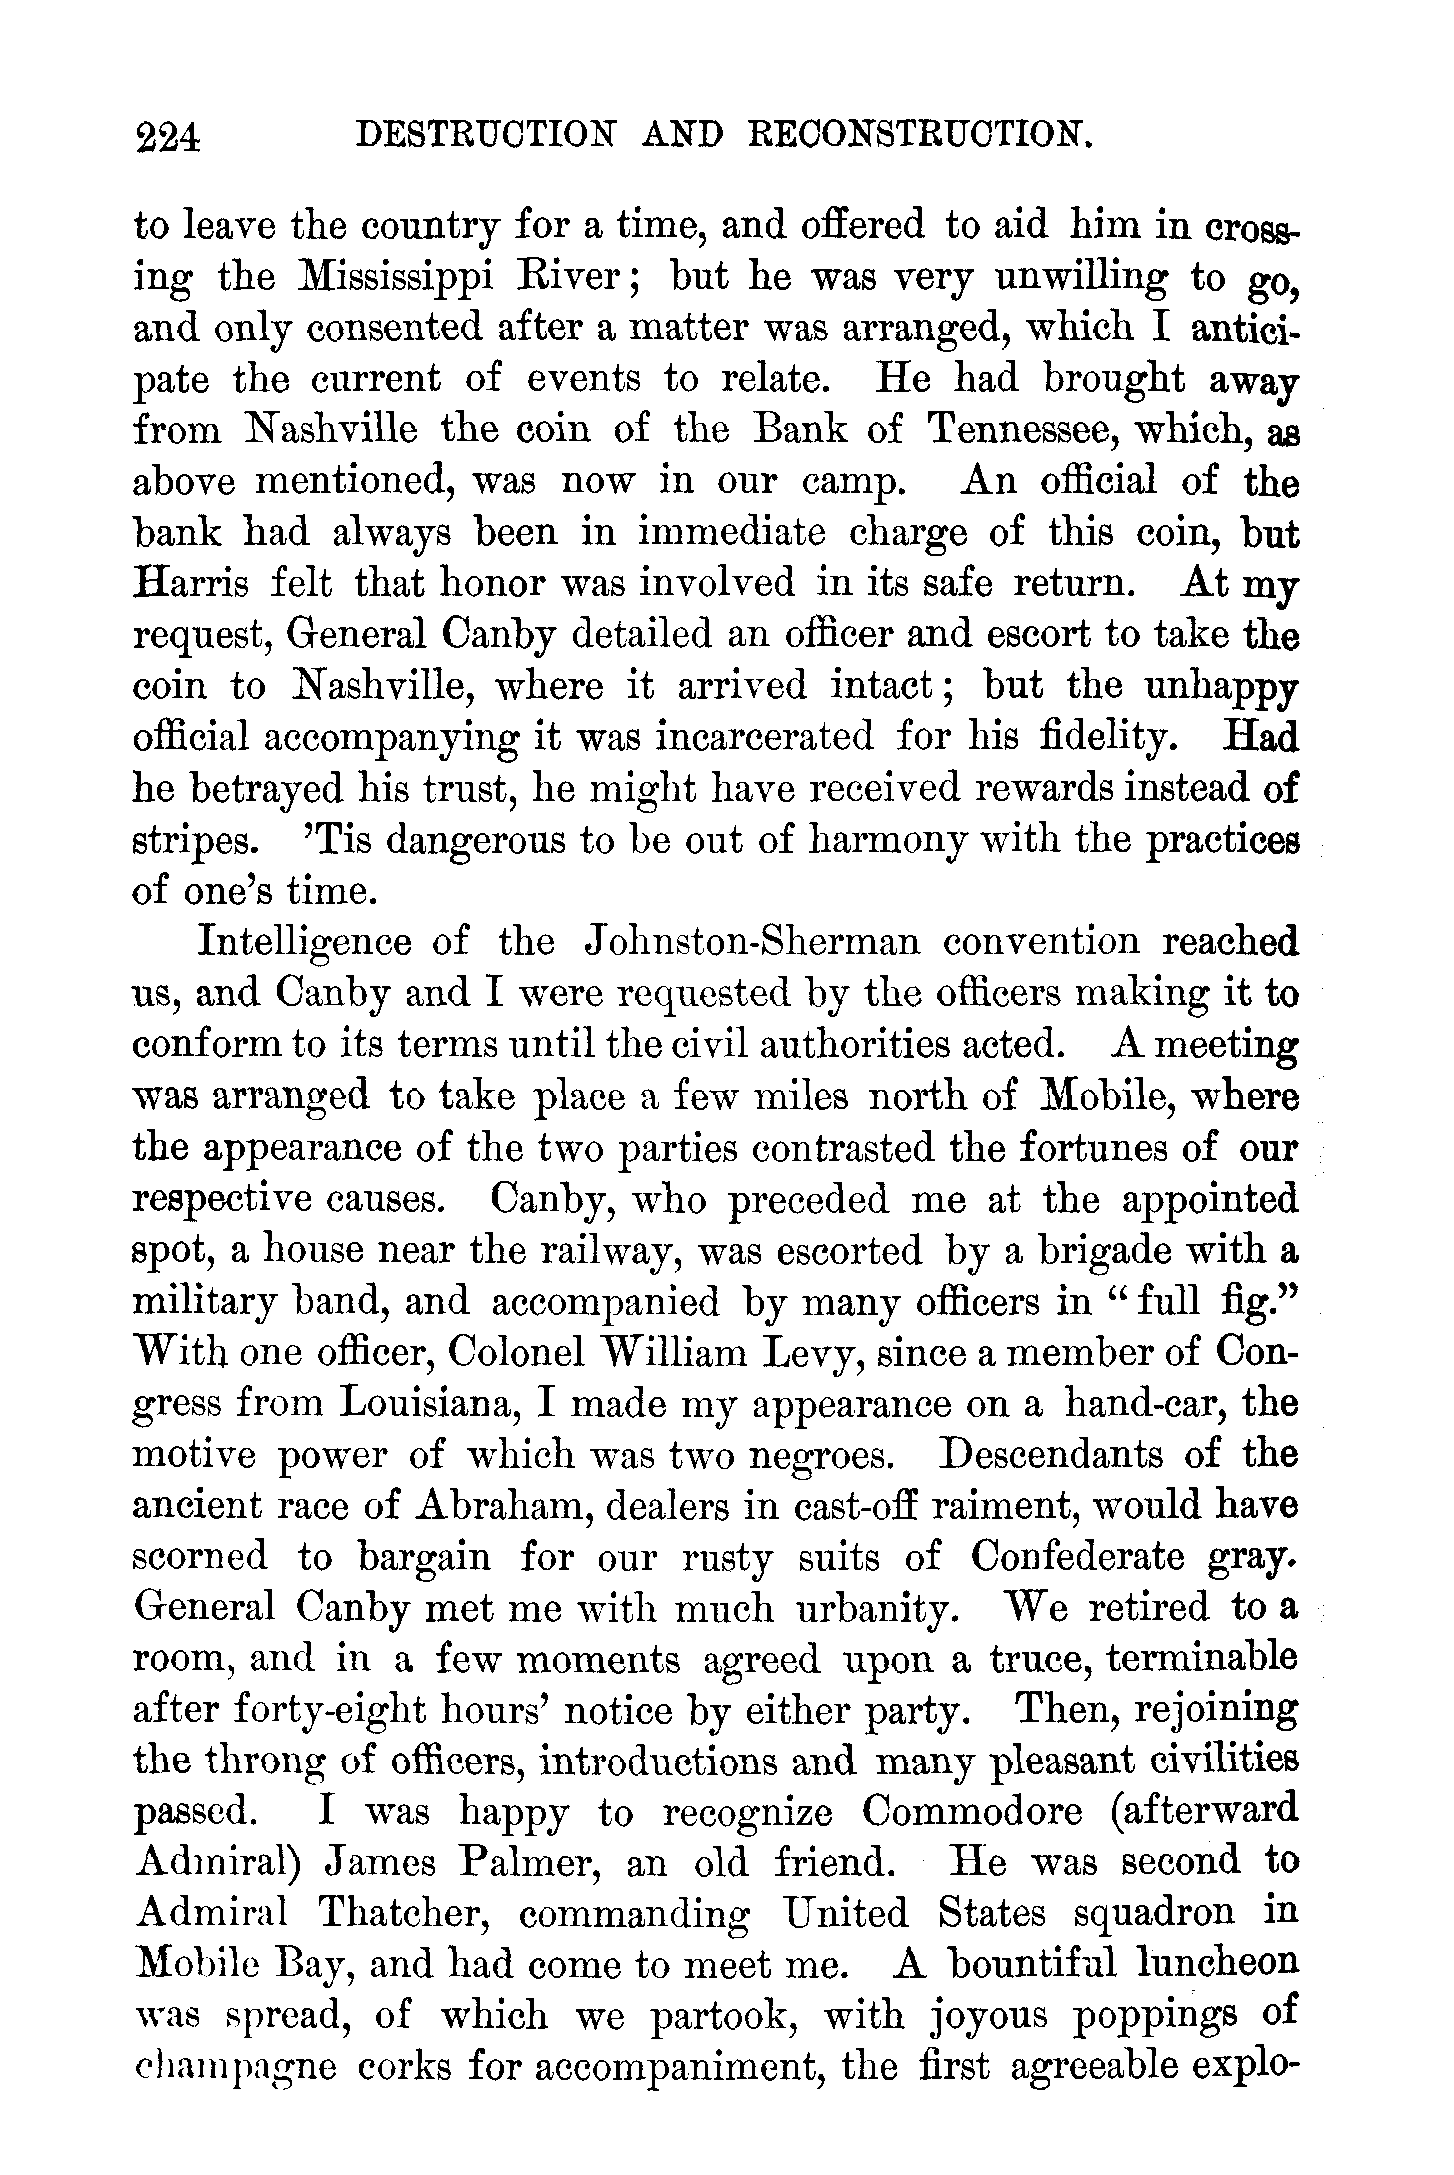 224 DESTRUCTION AND RECONSTRUCTION.
to leave the country for a time, and offered to aid him in cross-
ing the Mississippi River; but he was very unwilling to go,
and only consented after a matter was arranged, which I antici-
pate the current of events to relate. He had brought away
from Nashville the coin of the Bank of Tennessee, which, as
above mentioned, was now in our camp. An official of the
bank had always been in immediate charge of this coin, but
Harris felt that honor was involved in its safe return. At my
request, General Canby detailed an officer and escort to take the
coin to Nashville, where it arrived intact; but the unhappy
official accompanying it was incarcerated for his fidelity. Had
he betrayed his trust, he might have received rewards instead of
stripes. 'Tis dangerous to be out of harmony with the practices
of one's time.
Intelligence of the Johnston-Sherman convention reached
us, and Canby and I were requested by the officers making it to
conform to its terms until the civil authorities acted. A meeting
was arranged to take place a few miles north of Mobile, where
the appearance of the two parties contrasted the fortunes of our
respective causes. Canby, who preceded me at the appointed
spot, a house near the railway, was escorted by a brigade with a
military band, and accompanied by many officers in "full fig."
With one officer, Colonel William Levy, since a member of Con-
gress from Louisiana, I made my appearance on a hand-car, the
motive power of which was two negroes. Descendants of the
ancient race of Abraham, dealers in cast-off raiment, would have
scorned to bargain for our rusty suits of Confederate gray.
General Canby met me with much urbanity. We retired to a
room, and in a few moments agreed upon a truce, terminable
after forty-eight hours' notice by either party. Then, rejoining
the throng of officers, introductions and many pleasant civilities
passed. I was happy to recognize Commodore (afterward
Admiral) James Palmer, an old friend. He was second to
Admiral Thatcher, commanding United States squadron in
Mobile Bay, and had come to meet me. A bountiful luncheon
was spread, of which we partook, with joyous poppings of
champagne corks for accompaniment, the first agreeable explo-